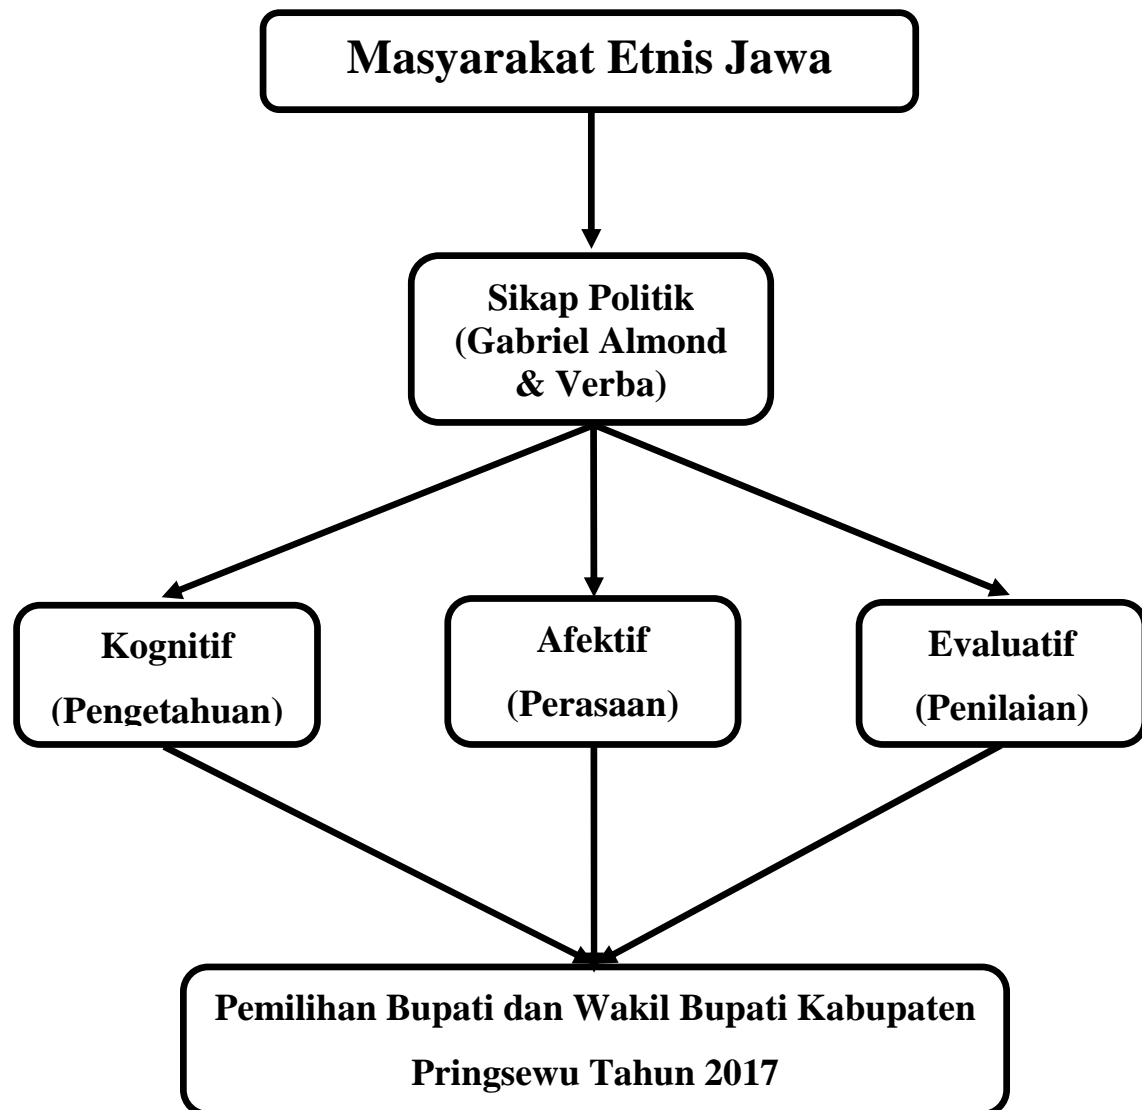 Masyarakat Etnis Jawa
Sikap Politik
(Gabriel Almond
& Verba)
Kognitif
(Pengetahuan)
Afektif
(Perasaan)
Evaluatif
(Penilaian)
Pemilihan Bupati dan Wakil Bupati Kabupaten
Pringsewu Tahun 2017